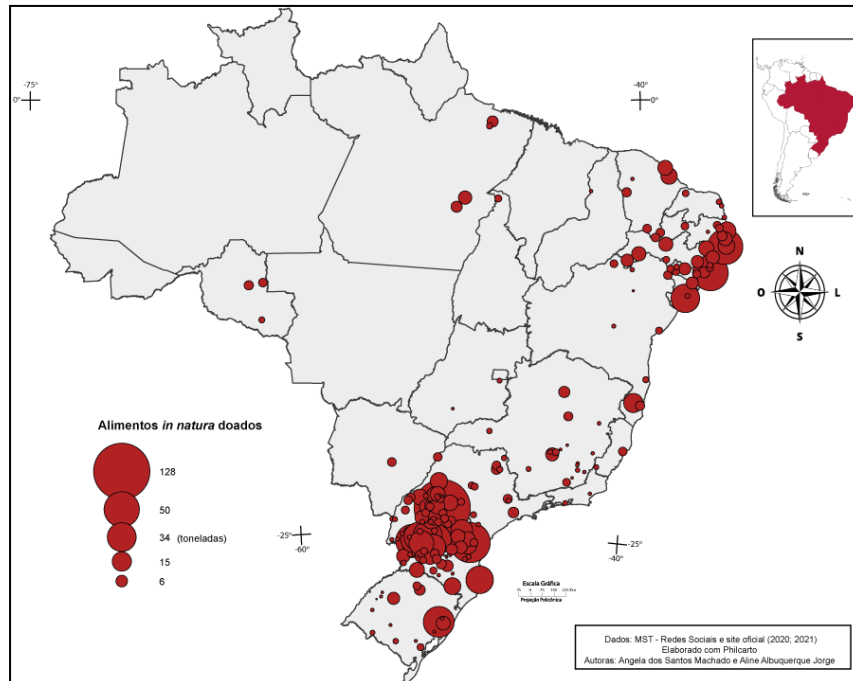 -75°
0°
-40°
0°
N
O
L
S
Alimentos in natura doados
128
50
34 (toneladas)
15
6
-25°
-60°
-25°
-40°
Escala Gráfica
Projeção Policônica
Dados: MST - Redes Sociais e site oficial (2020; 2021)
Elaborado com Philcarto
Autoras: Angela dos Santos Machado e Aline Albuquerque Jorge